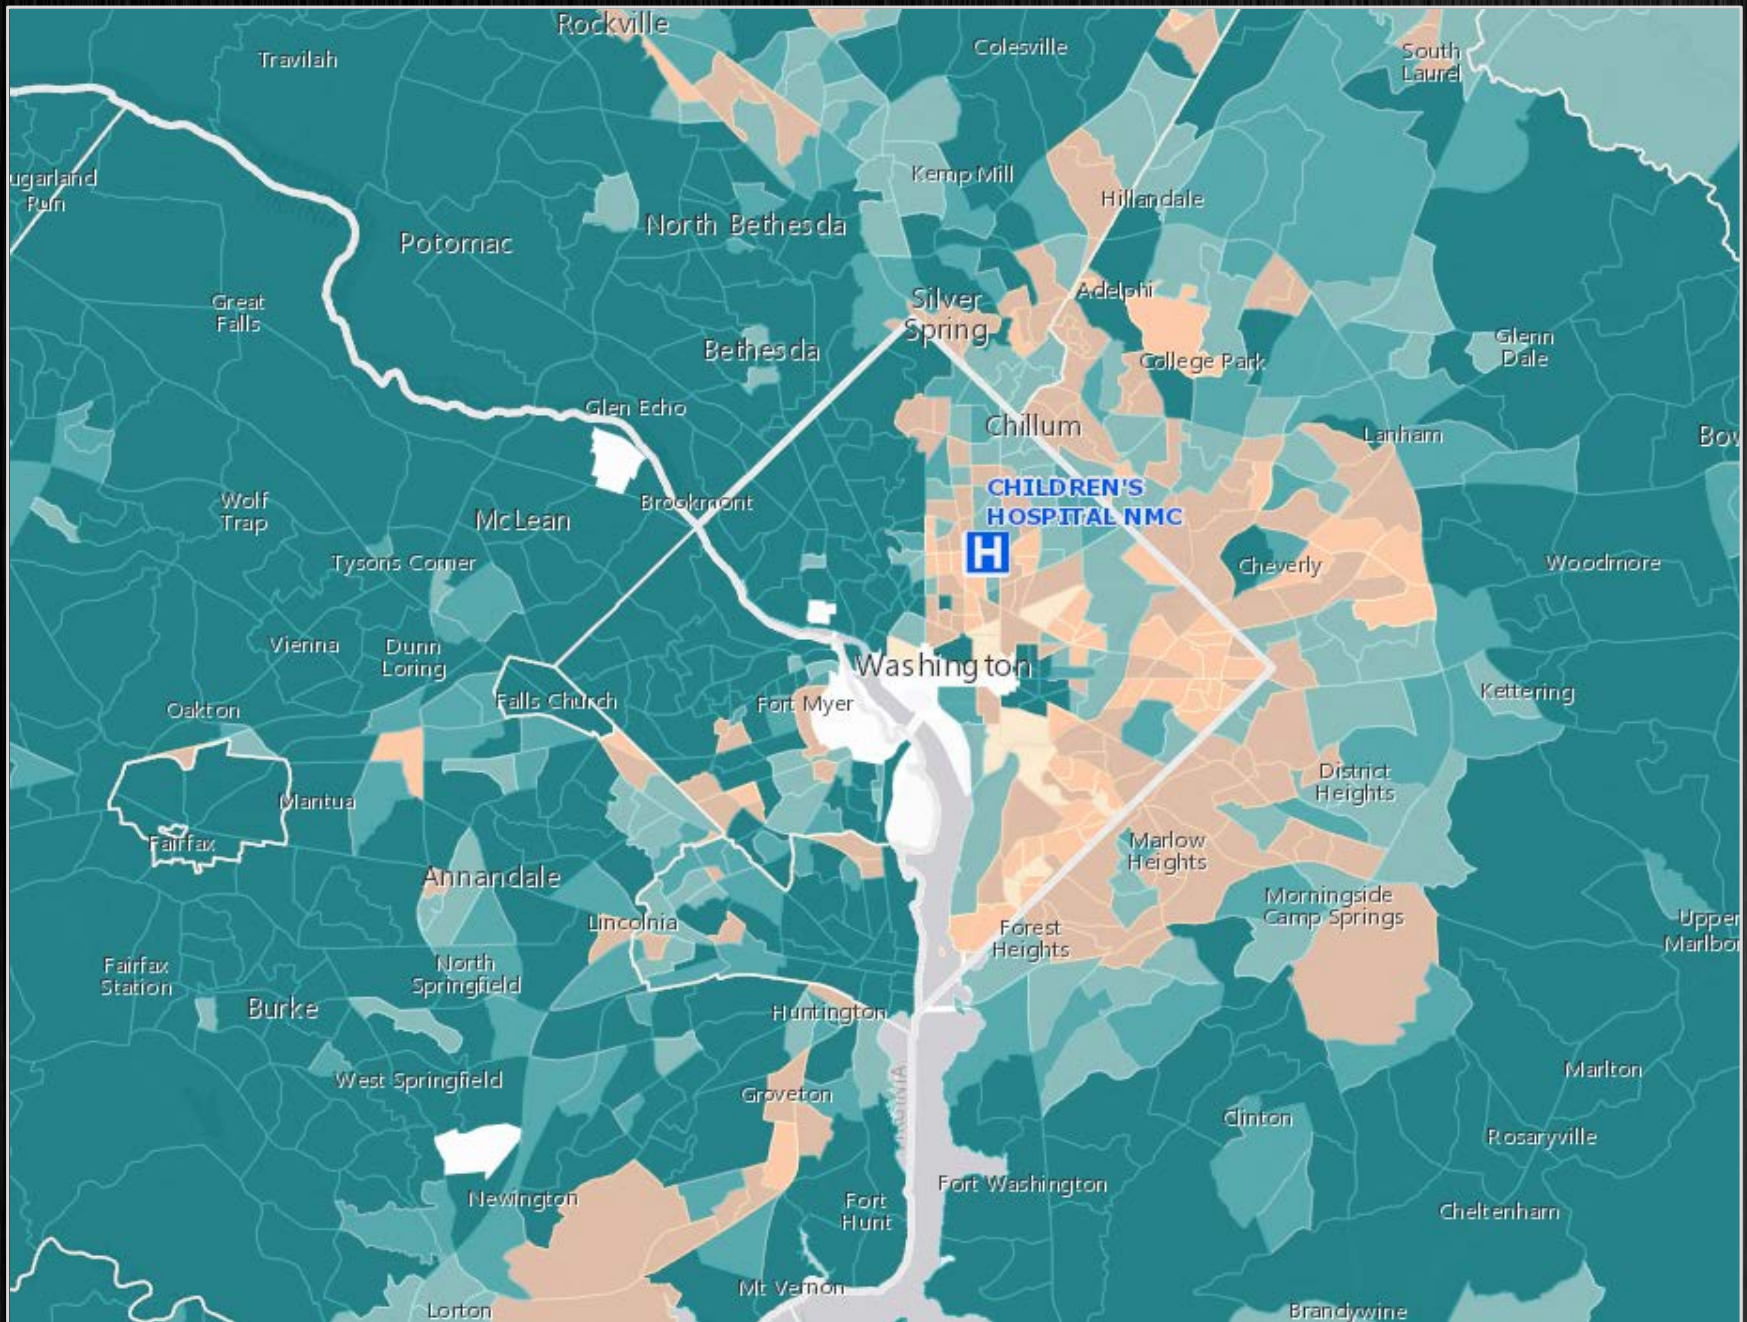 Rockville
Travilah
Colesville
South
Laurel
ugarland
Run
Kemp Mill
Hillandale
Potomac
North Bethesda
Great
Falls
Silver
Spring
Adelphi
Bethesda
College Park
Glenn
Dale
Glen Echo
Chillum
Lanham
Bow
Wolf
Trap
McLean
Brookmont
CHILDREN'S
HOSPITAL NMC
H
Tysons Corner
Cheverly
Woodmore
Vienna
Dunn
Loring
Washington
Oakton
Falls Church
Fort Myer
Kettering
Mantua
District
Heights
Fairfax
Annandale
Marlow
Heights
Lincolnia
Morningside
Camp Springs
Forest
Heights
Upper
Marlbor
Fairfax
Station
North
Springfield
Burke
Huntington
West Springfield
Groveton
VIRGINIA
Marlton
Clinton
Rosaryville
Newington
Fort
Hunt
Fort Washington
Cheltenham
Mt Vernon
Lorton
Brandywine